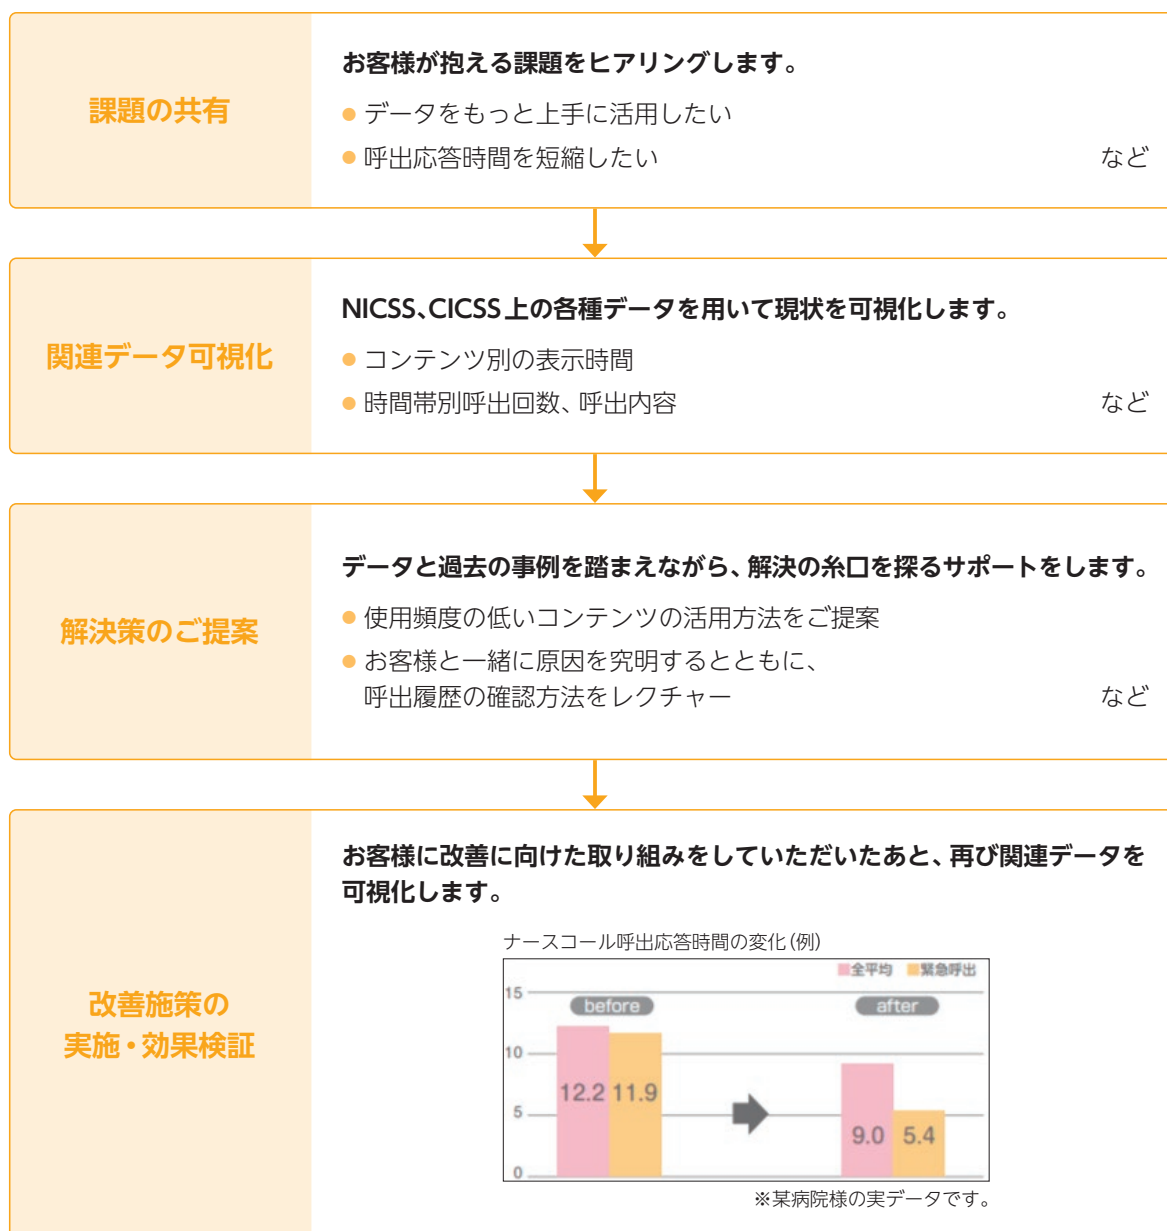 課題の共有
お客様が抱える課題をヒアリングします。
● データをもっと上手に活用したい
● 呼出応答時間を短縮したい など
関連データ可視化
NICSS、CICSS上の各種データを用いて現状を可視化します。
● コンテンツ別の表示時間
● 時間帯別呼出回数、呼出内容 など
解決策のご提案
データと過去の事例を踏まえながら、解決の糸口を探るサポートをします。
● 使用頻度の低いコンテンツの活用方法をご提案
● お客様と一緒に原因を究明するとともに、
呼出履歴の確認方法をレクチャー など
改善施策の
実施・効果検証
お客様に改善に向けた取り組みをしていただいたあと、再び関連データを
可視化します。
ナースコール呼出応答時間の変化(例)
全平均 緊急呼出
15
before after
10
12.2 11.9
5
9.0 5.4
0
※某病院様の実データです。